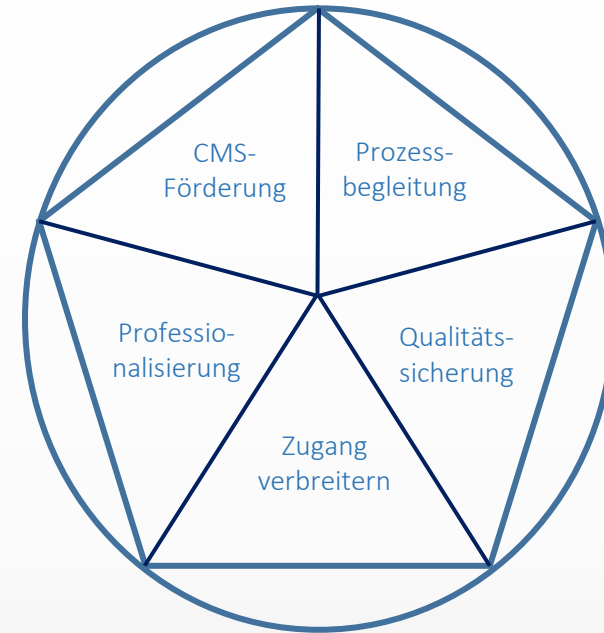 CMS-
Förderung
Prozess-
begleitung
Professio-
nalisierung
Qualitäts-
sicherung
Zugang
verbreitern